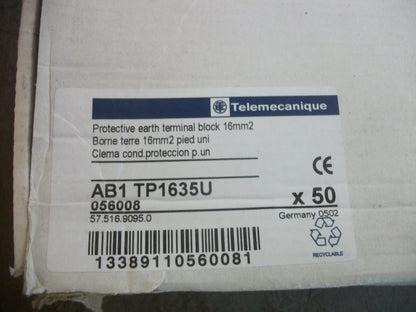 Telemecanique
Protective earth terminal block 16mm2
Borne terre 16mm2 pied uni
Clema cond.proteccion p.un
CE
AB1 TP1635U
x 50
056008
57.516.9095.0
Germany 0502
13389110560081
RECYCLABLE